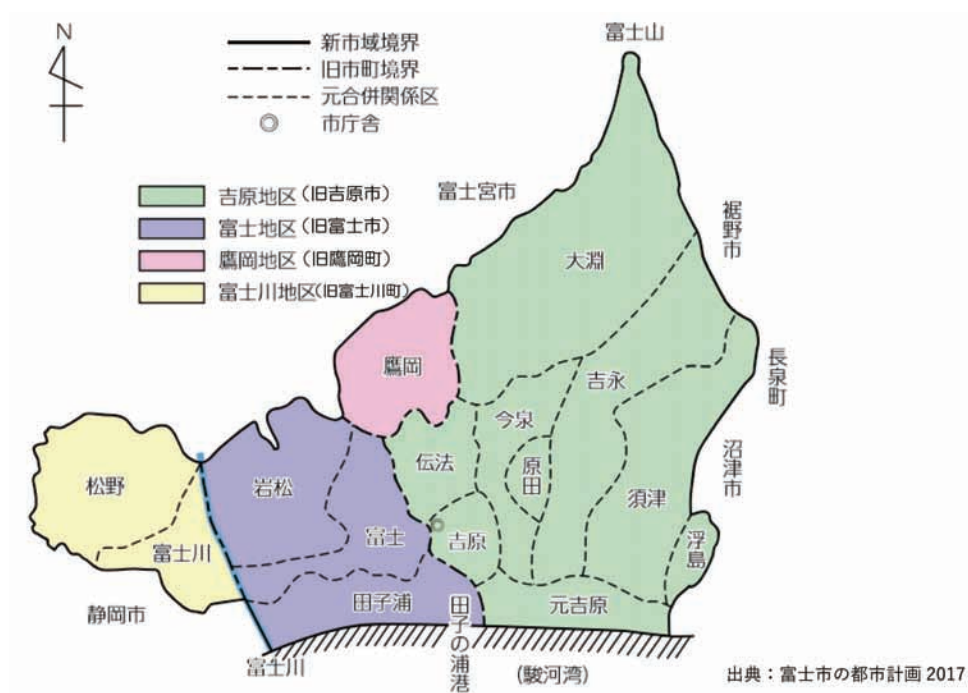 N
新市域境界
旧市町境界
元合併関係区
市庁舎
富士山
吉原地区(旧吉原市)
富士地区(旧富士市)
鷹岡地区(旧鷹岡町)
富士川地区(旧富士川町)
富士宮市
裾野市
大淵
長泉町
鷹岡
吉永
今泉
伝法
原田
沼津市
松野
岩松
須津
富士川
富士
吉原
浮島
静岡市
田子浦
田子の浦港
元吉原
富士川
(駿河湾)
出典:富士市の都市計画 2017